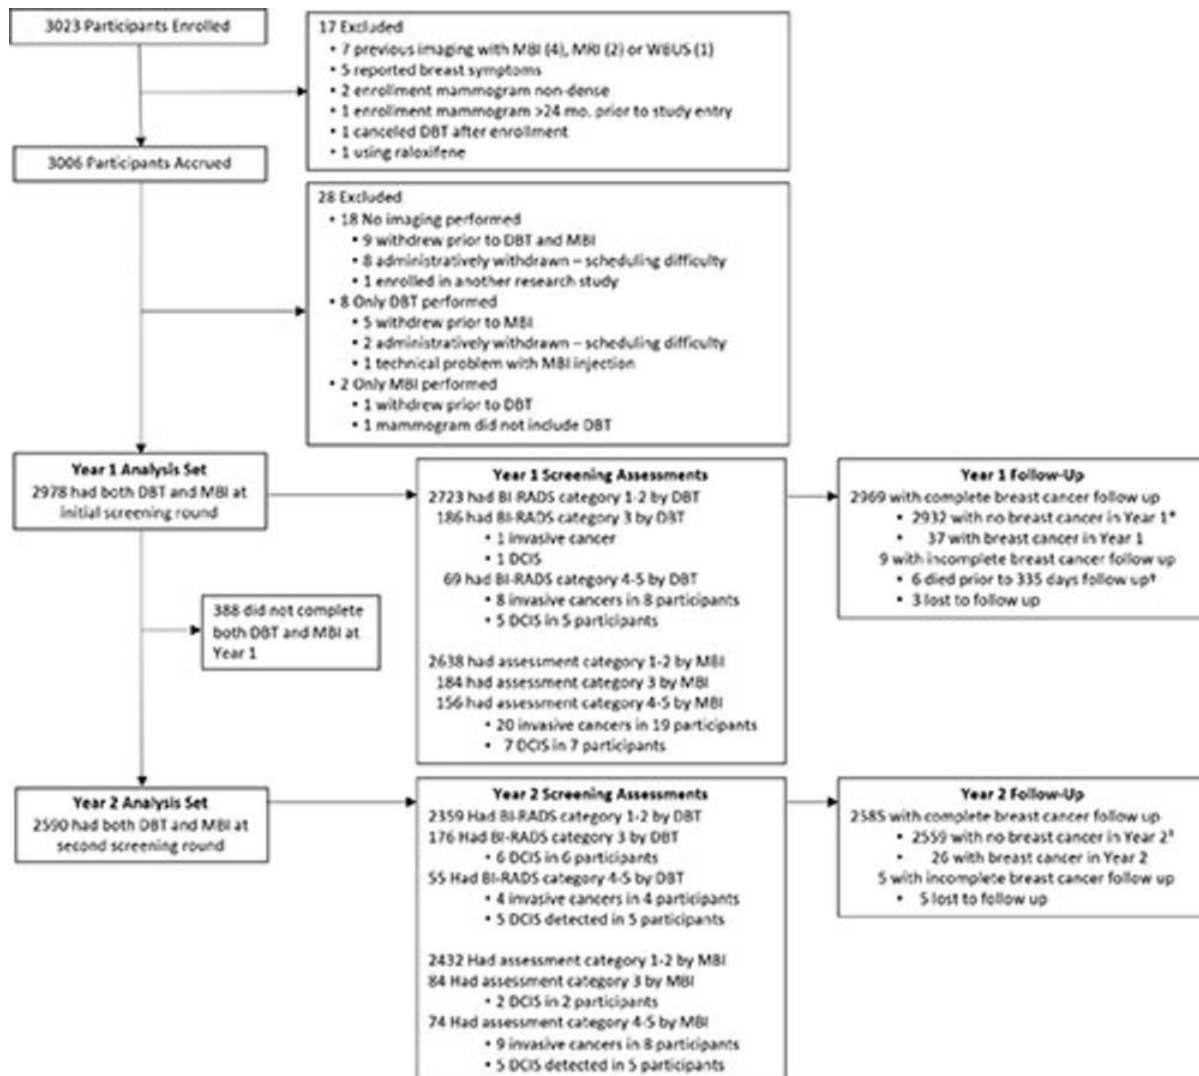 3023 Participants Enrolled
17 Excluded
• 7 previous imaging with MBI (4), MRI (2) or WBUS (1)
• 5 reported breast symptoms
• 2 enrollment mammogram non-dense
• 1 enrollment mammogram >24 mo. prior to study entry
• 1 canceled DBT after enrollment
• 1 using raloxifene
3006 Participants Accrued
28 Excluded
• 18 No imaging performed
• 9 withdrew prior to DBT and MBI
• 8 administratively withdrawn – scheduling difficulty
• 1 enrolled in another research study
• 8 Only DBT performed
• 5 withdrew prior to MBI
• 2 administratively withdrawn – scheduling difficulty
• 1 technical problem with MBI injection
• 2 Only MBI performed
• 1 withdrew prior to DBT
• 1 mammogram did not include DBT
Year 1 Analysis Set
2978 had both DBT and MBI at
initial screening round
Year 1 Screening Assessments
2723 had BI-RADS category 1-2 by DBT
186 had BI-RADS category 3 by DBT
• 1 invasive cancer
• 1 DCIS
69 had BI-RADS category 4-5 by DBT
• 8 invasive cancers in 8 participants
• 5 DCIS in 5 participants
2638 had assessment category 1-2 by MBI
184 had assessment category 3 by MBI
156 had assessment category 4-5 by MBI
• 20 invasive cancers in 19 participants
• 7 DCIS in 7 participants
Year 1 Follow-Up
2969 with complete breast cancer follow up
• 2932 with no breast cancer in Year 1*
• 37 with breast cancer in Year 1
9 with incomplete breast cancer follow up
• 6 died prior to 335 days follow up†
• 3 lost to follow up
388 did not complete
both DBT and MBI at
Year 1
Year 2 Analysis Set
2590 had both DBT and MBI at
second screening round
Year 2 Screening Assessments
2359 Had BI-RADS category 1-2 by DBT
176 Had BI-RADS category 3 by DBT
• 6 DCIS in 6 participants
55 Had BI-RADS category 4-5 by DBT
• 4 invasive cancers in 4 participants
• 5 DCIS detected in 5 participants
2432 Had assessment category 1-2 by MBI
84 Had assessment category 3 by MBI
• 2 DCIS in 2 participants
74 Had assessment category 4-5 by MBI
• 9 invasive cancers in 8 participants
• 5 DCIS detected in 5 participants
Year 2 Follow-Up
2585 with complete breast cancer follow up
• 2559 with no breast cancer in Year 2‡
• 26 with breast cancer in Year 2
5 with incomplete breast cancer follow up
• 5 lost to follow up